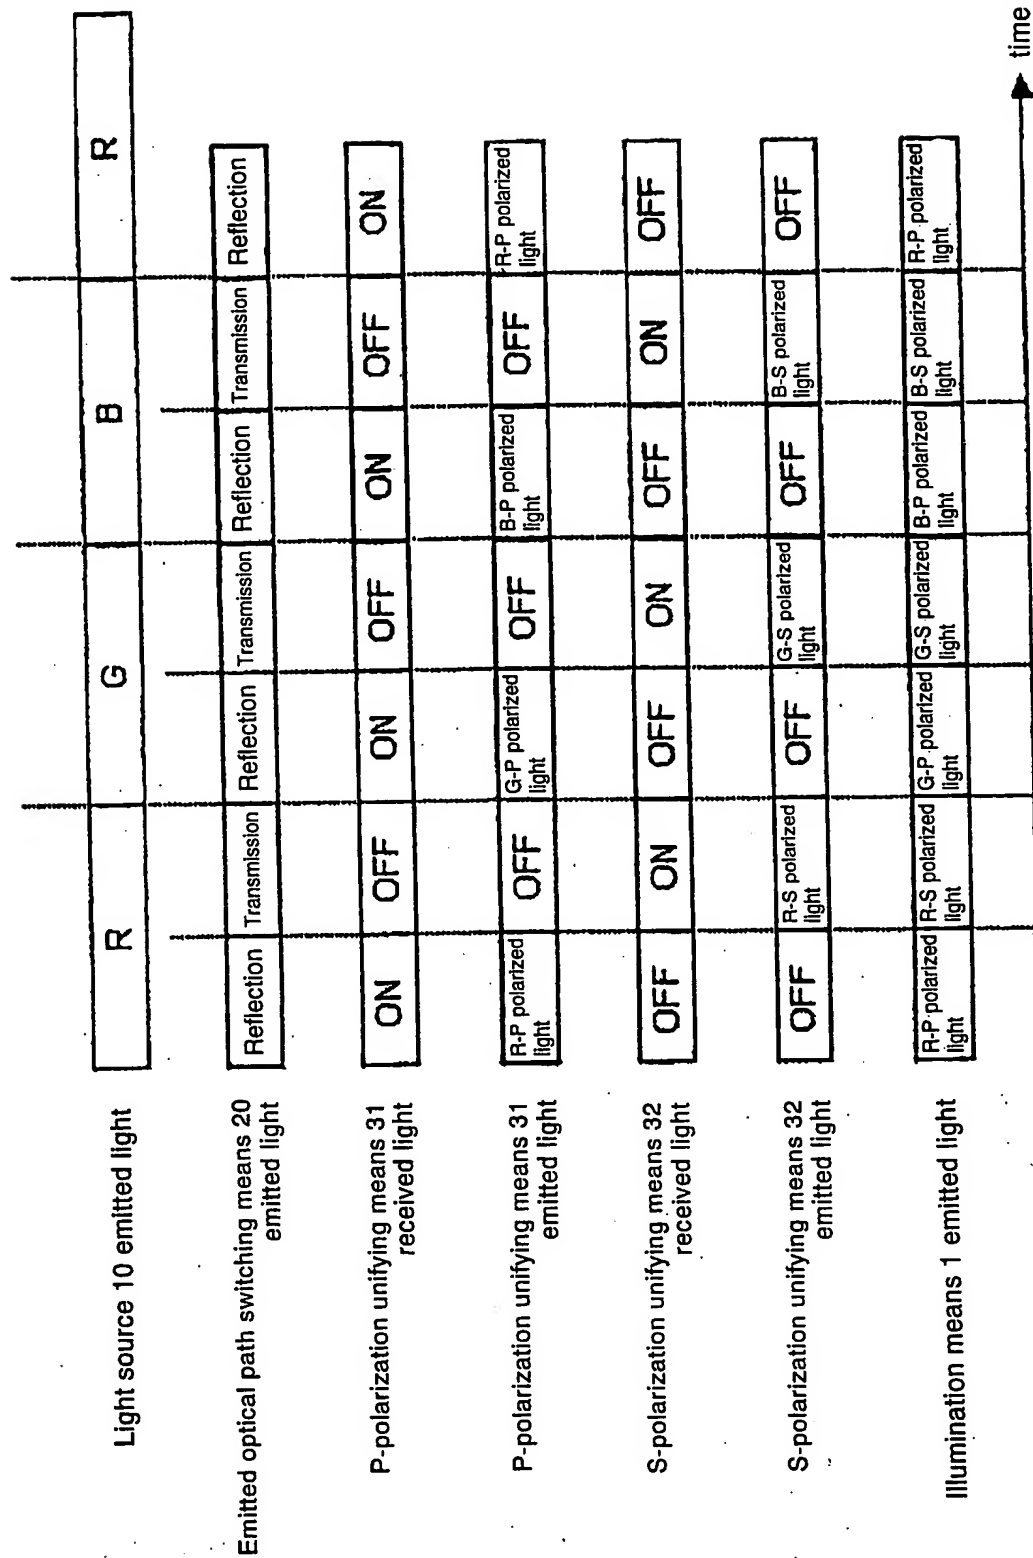 Light source 10 emitted light
R
G
B
R
Emitted optical path switching means 20
emitted light
Reflection
Transmission
Reflection
Transmission
Reflection
Transmission
Reflection
P-polarization unifying means 31
received light
ON
OFF
ON
OFF
ON
OFF
ON
P-polarization unifying means 31
emitted light
R-P polarized
light
OFF
G-P polarized
light
OFF
B-P polarized
light
OFF
R-P polarized
light
S-polarization unifying means 32
received light
OFF
ON
OFF
ON
OFF
ON
OFF
S-polarization unifying means 32
emitted light
OFF
R-S polarized
light
OFF
G-S polarized
light
OFF
B-S polarized
light
OFF
Illumination means 1 emitted light
R-P polarized
light
R-S polarized
light
G-P polarized
light
G-S polarized
light
B-P polarized
light
B-S polarized
light
R-P polarized
light
time